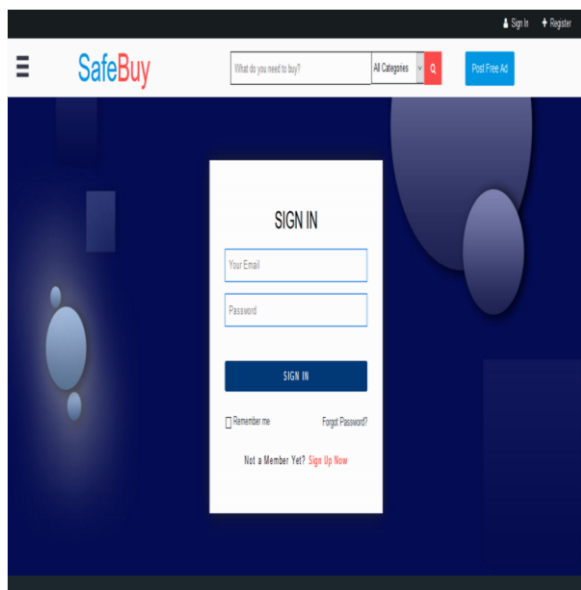 Sign In Register
SafeBuy What do you need to buy? All Categories Post Free Ad
SIGN IN
Your Email
Password
SIGN IN
Remember me Forgot Password?
Not a Member Yet? Sign Up Now